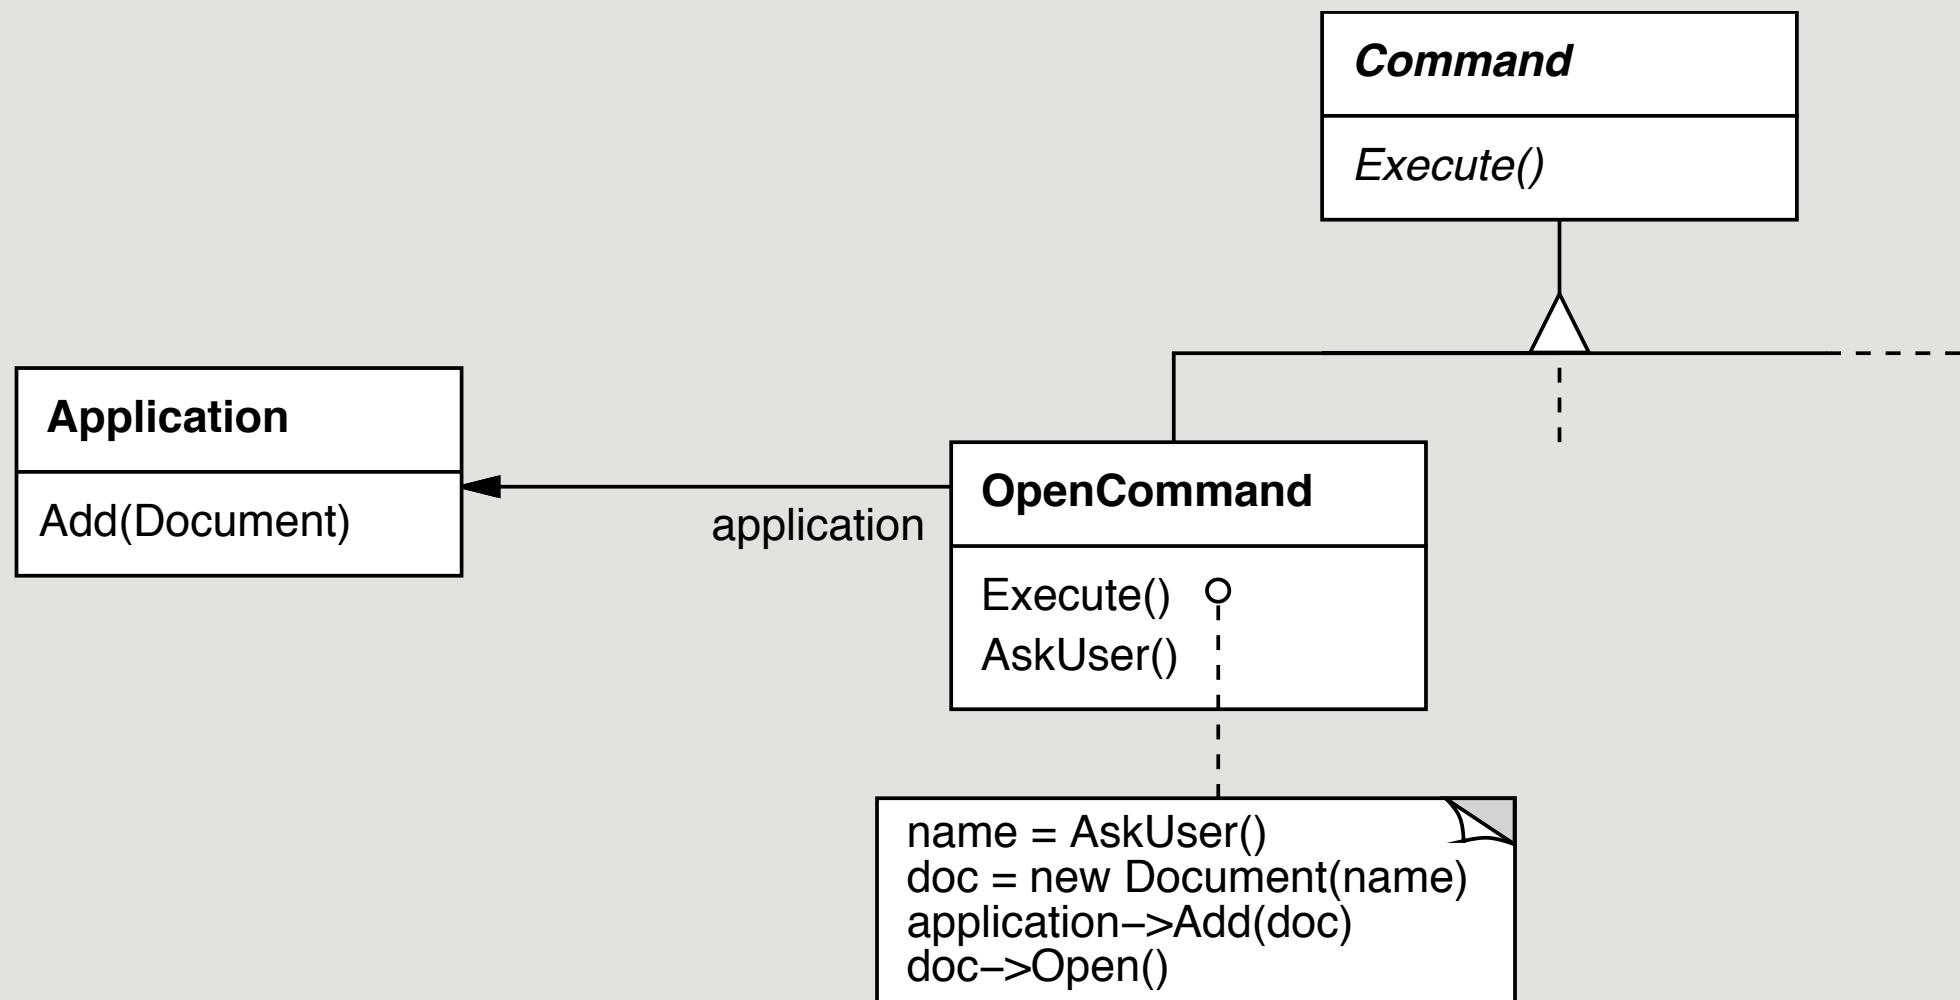 Command
Execute()
Application
Add(Document)
application
OpenCommand
Execute()
AskUser()
name = AskUser()
doc = new Document(name)
application–>Add(doc)
doc–>Open()